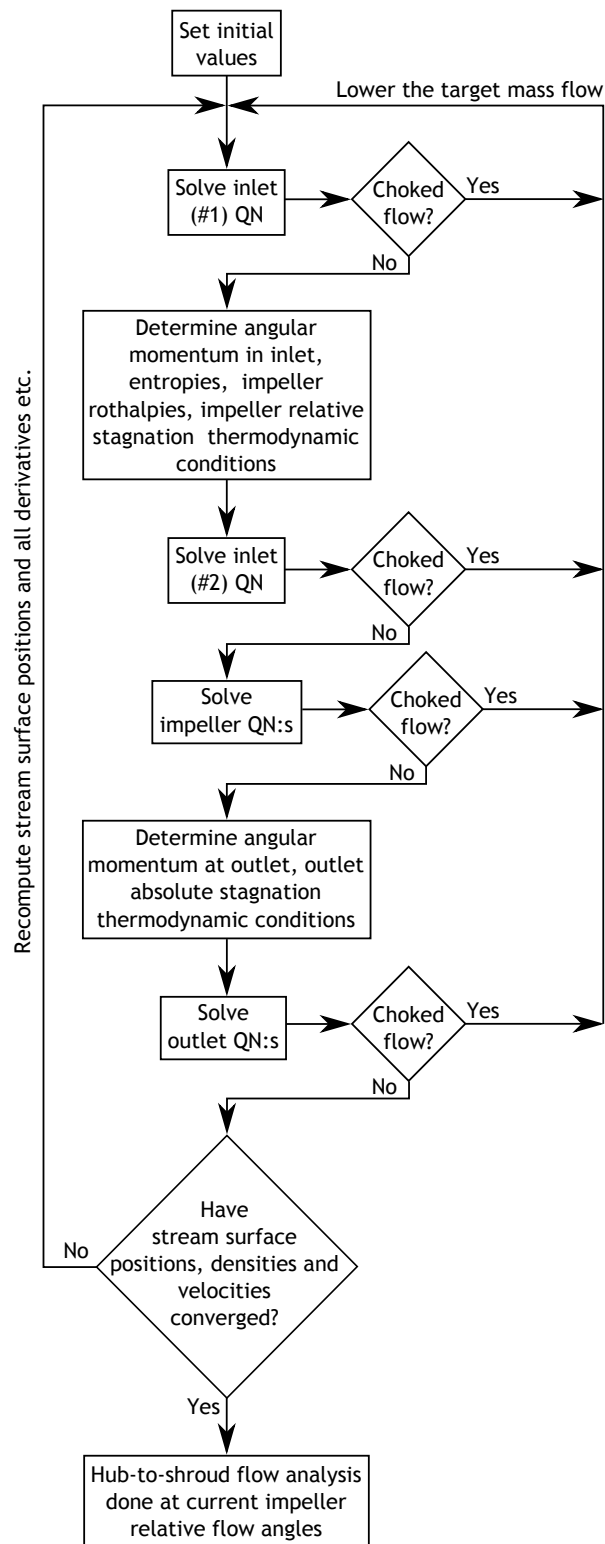 Set initial
values
Lower the target mass flow
Solve inlet
(#1) QN
Choked
flow?
Yes
No
Determine angular
momentum in inlet,
entropies, impeller
rothalpies, impeller relative
stagnation thermodynamic
conditions
Recompute stream surface positions and all derivatives etc.
Solve inlet
(#2) QN
Choked
flow?
Yes
No
Solve
impeller QN:s
Choked
flow?
Yes
No
Determine angular
momentum at outlet, outlet
absolute stagnation
thermodynamic conditions
Solve
outlet QN:s
Choked
flow?
Yes
No
Have
stream surface
positions, densities and
velocities
converged?
No
Yes
Hub-to-shroud flow analysis
done at current impeller
relative flow angles